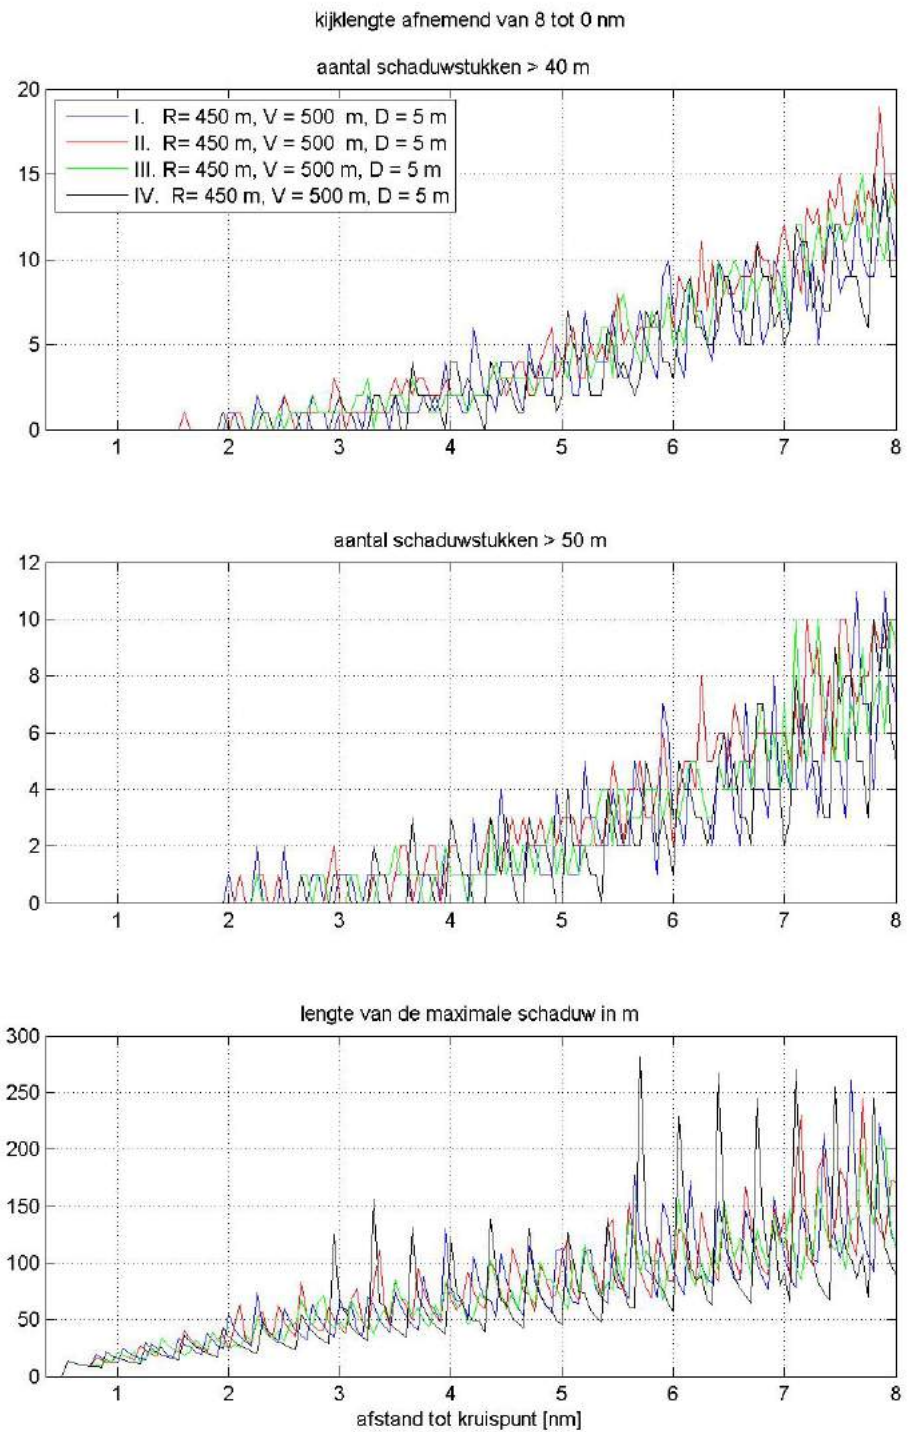 kijklengte afnemend van 8 tot 0 nm
aantal schaduwstukken > 40 m
20
15
10
5
0
I. R= 450 m, V = 500 m, D = 5 m
II. R= 450 m, V = 500 m, D = 5 m
III. R= 450 m, V = 500 m, D = 5 m
IV. R= 450 m, V = 500 m, D = 5 m
1 2 3 4 5 6 7 8
aantal schaduwstukken > 50 m
12
10
8
6
4
2
0
1 2 3 4 5 6 7 8
lengte van de maximale schaduw in m
300
250
200
150
100
50
0
1 2 3 4 5 6 7 8
afstand tot kruispunt [nm]